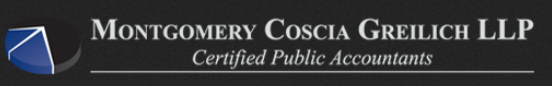 Montgomery Coscia Greilich LLP
Certified Public Accountants